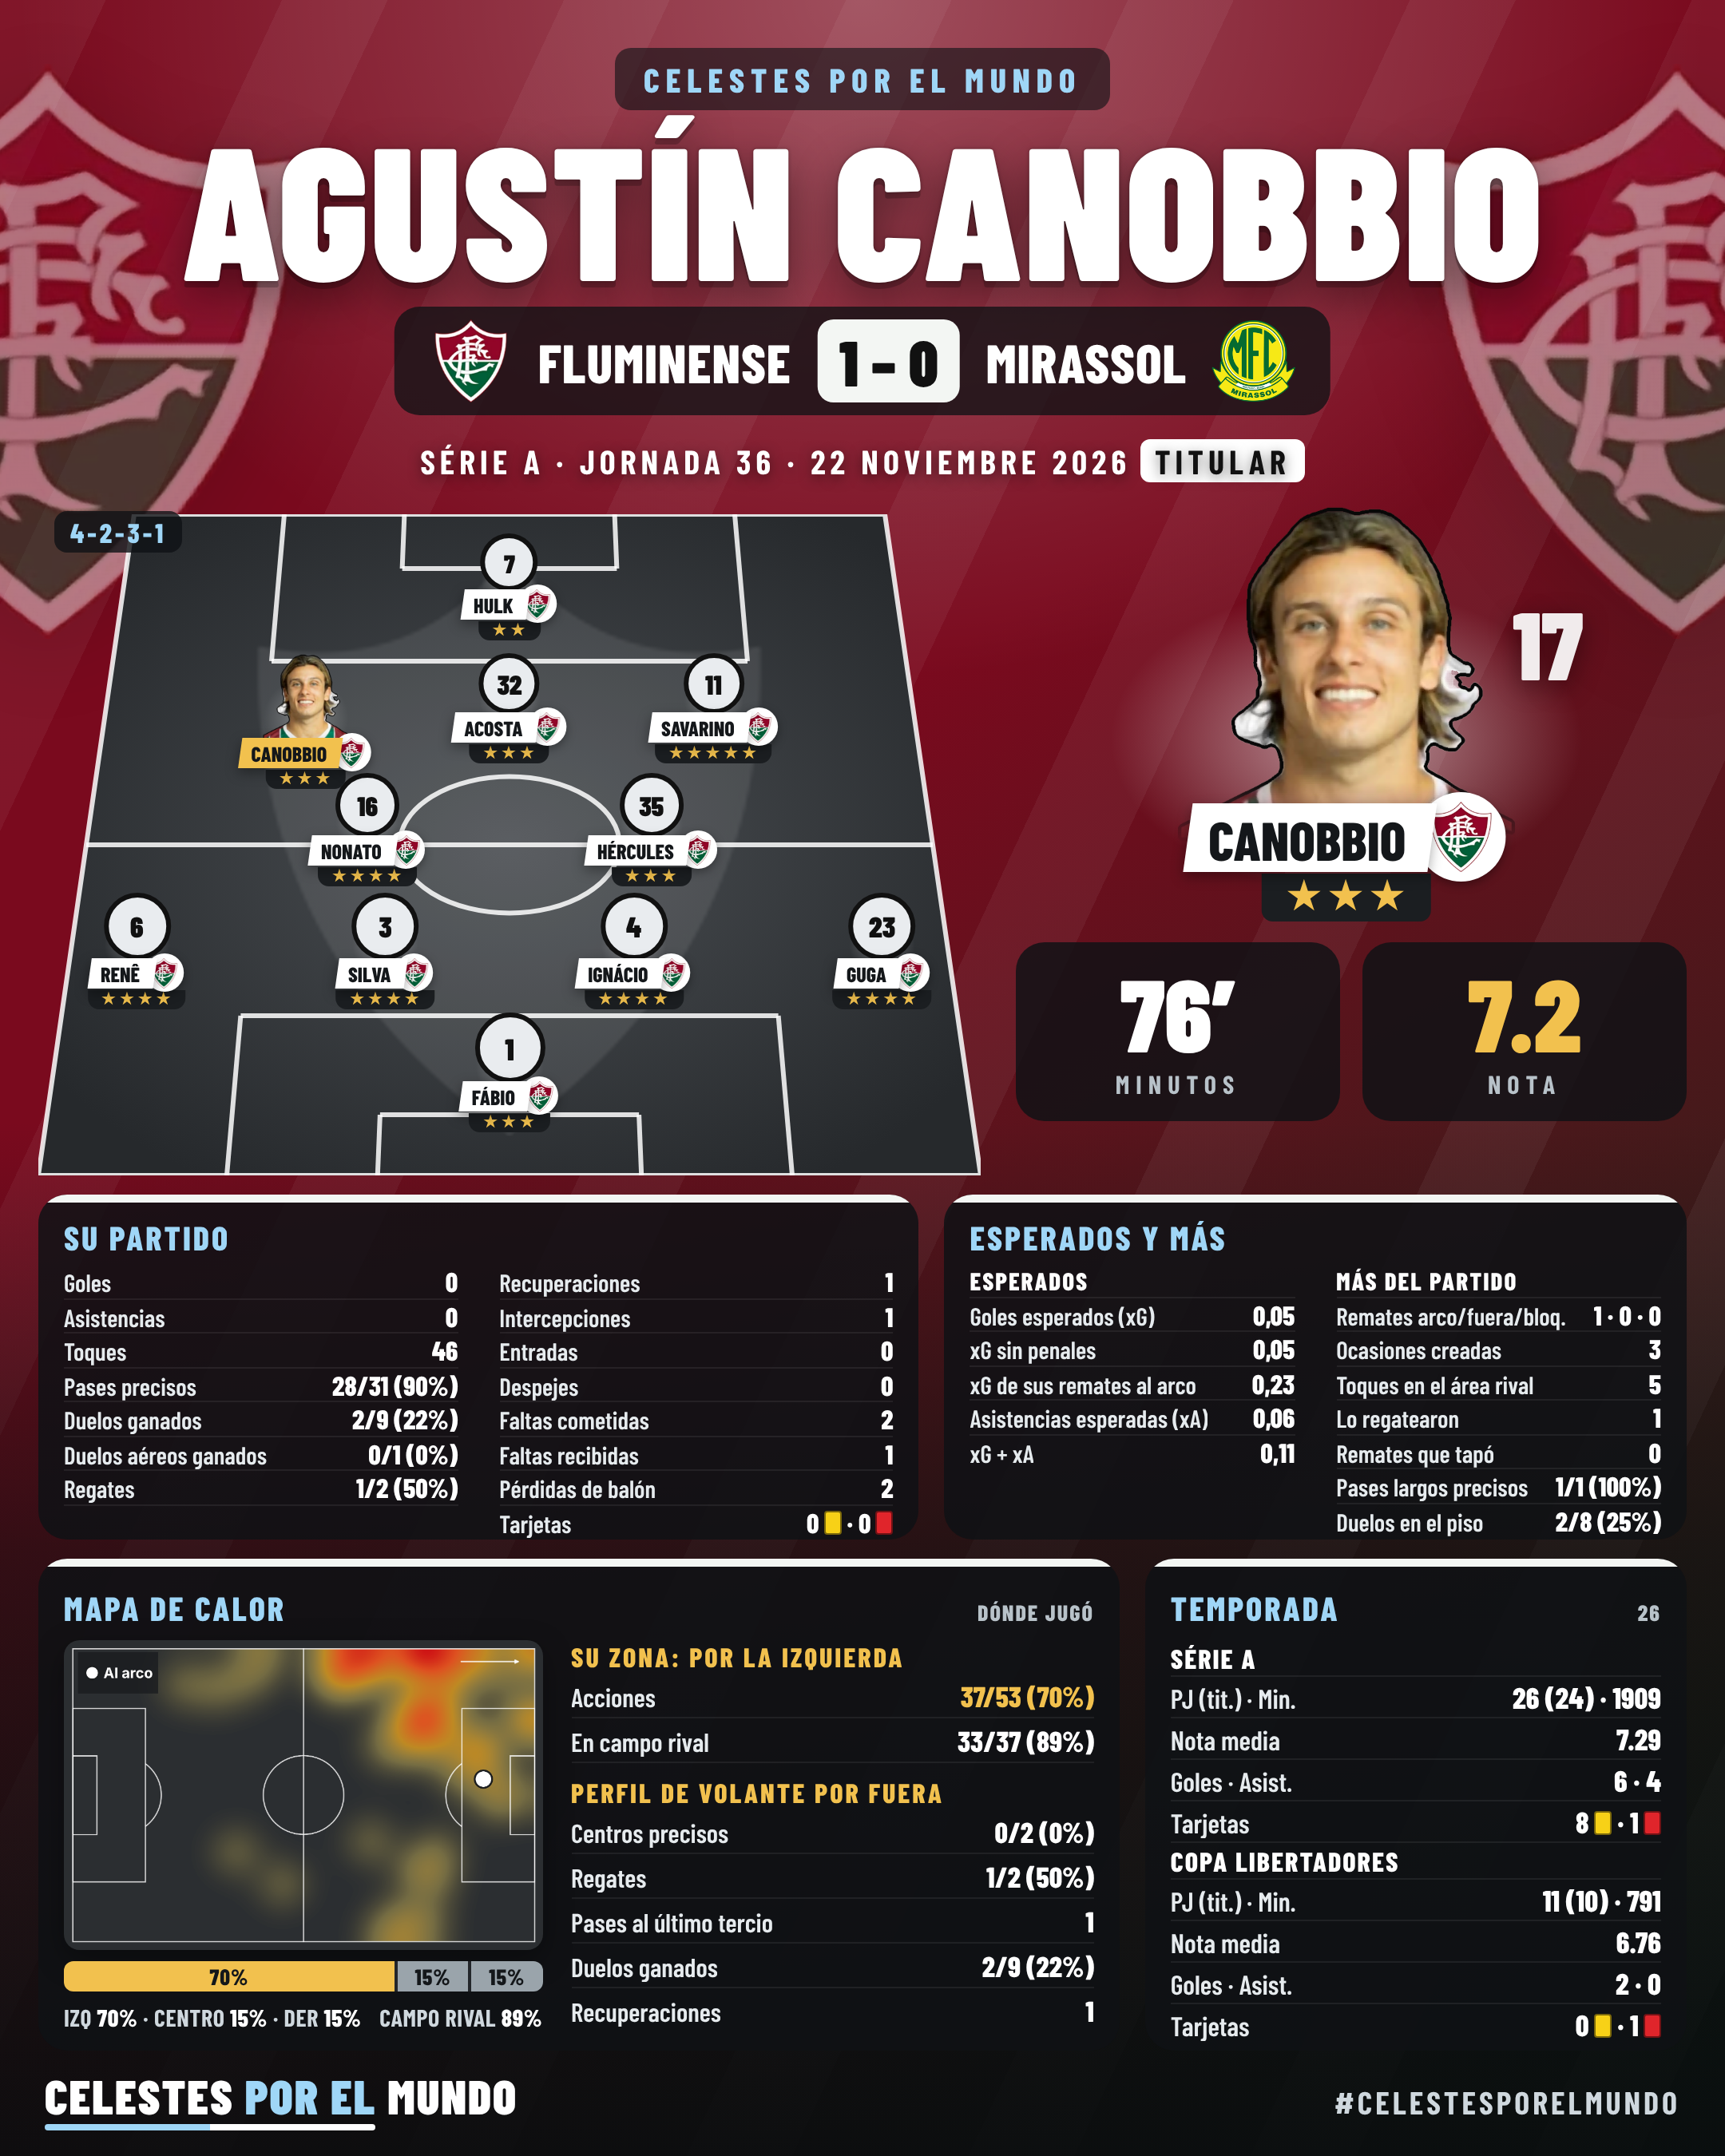 CELESTES POR EL MUNDO
AGUSTÍN CANOBBIO
FLUMINENSE 1 - 0 MIRASSOL
MFC
MIRASSOL
SÉRIE A · JORNADA 36 · 22 NOVIEMBRE 2026 TITULAR
4-2-3-1
7
HULK
★★
32
ACOSTA
★★★
11
SAVARINO
★★★★★
CANOBBIO
★★★
16
NONATO
★★★★
35
HÉRCULES
★★★
6
RENÊ
★★★★
3
SILVA
★★★★
4
IGNÁCIO
★★★★
23
GUGA
★★★★
1
FÁBIO
★★★
17
CANOBBIO
★★★
76′
MINUTOS
7.2
NOTA
SU PARTIDO
Goles 0
Asistencias 0
Toques 46
Pases precisos 28/31 (90%)
Duelos ganados 2/9 (22%)
Duelos aéreos ganados 0/1 (0%)
Regates 1/2 (50%)
Recuperaciones 1
Intercepciones 1
Entradas 0
Despejes 0
Faltas cometidas 2
Faltas recibidas 1
Pérdidas de balón 2
Tarjetas 0 · 0
ESPERADOS Y MÁS
ESPERADOS
Goles esperados (xG) 0,05
xG sin penales 0,05
xG de sus remates al arco 0,23
Asistencias esperadas (xA) 0,06
xG + xA 0,11
MÁS DEL PARTIDO
Remates arco/fuera/bloq. 1 · 0 · 0
Ocasiones creadas 3
Toques en el área rival 5
Lo regatearon 1
Remates que tapó 0
Pases largos precisos 1/1 (100%)
Duelos en el piso 2/8 (25%)
MAPA DE CALOR
DÓNDE JUGÓ
Al arco
70% 15% 15%
IZQ 70% · CENTRO 15% · DER 15% CAMPO RIVAL 89%
SU ZONA: POR LA IZQUIERDA
Acciones 37/53 (70%)
En campo rival 33/37 (89%)
PERFIL DE VOLANTE POR FUERA
Centros precisos 0/2 (0%)
Regates 1/2 (50%)
Pases al último tercio 1
Duelos ganados 2/9 (22%)
Recuperaciones 1
TEMPORADA 26
SÉRIE A
PJ (tit.) · Min. 26 (24) · 1909
Nota media 7.29
Goles · Asist. 6 · 4
Tarjetas 8 · 1
COPA LIBERTADORES
PJ (tit.) · Min. 11 (10) · 791
Nota media 6.76
Goles · Asist. 2 · 0
Tarjetas 0 · 1
CELESTES POR EL MUNDO
#CELESTESPORELMUNDO